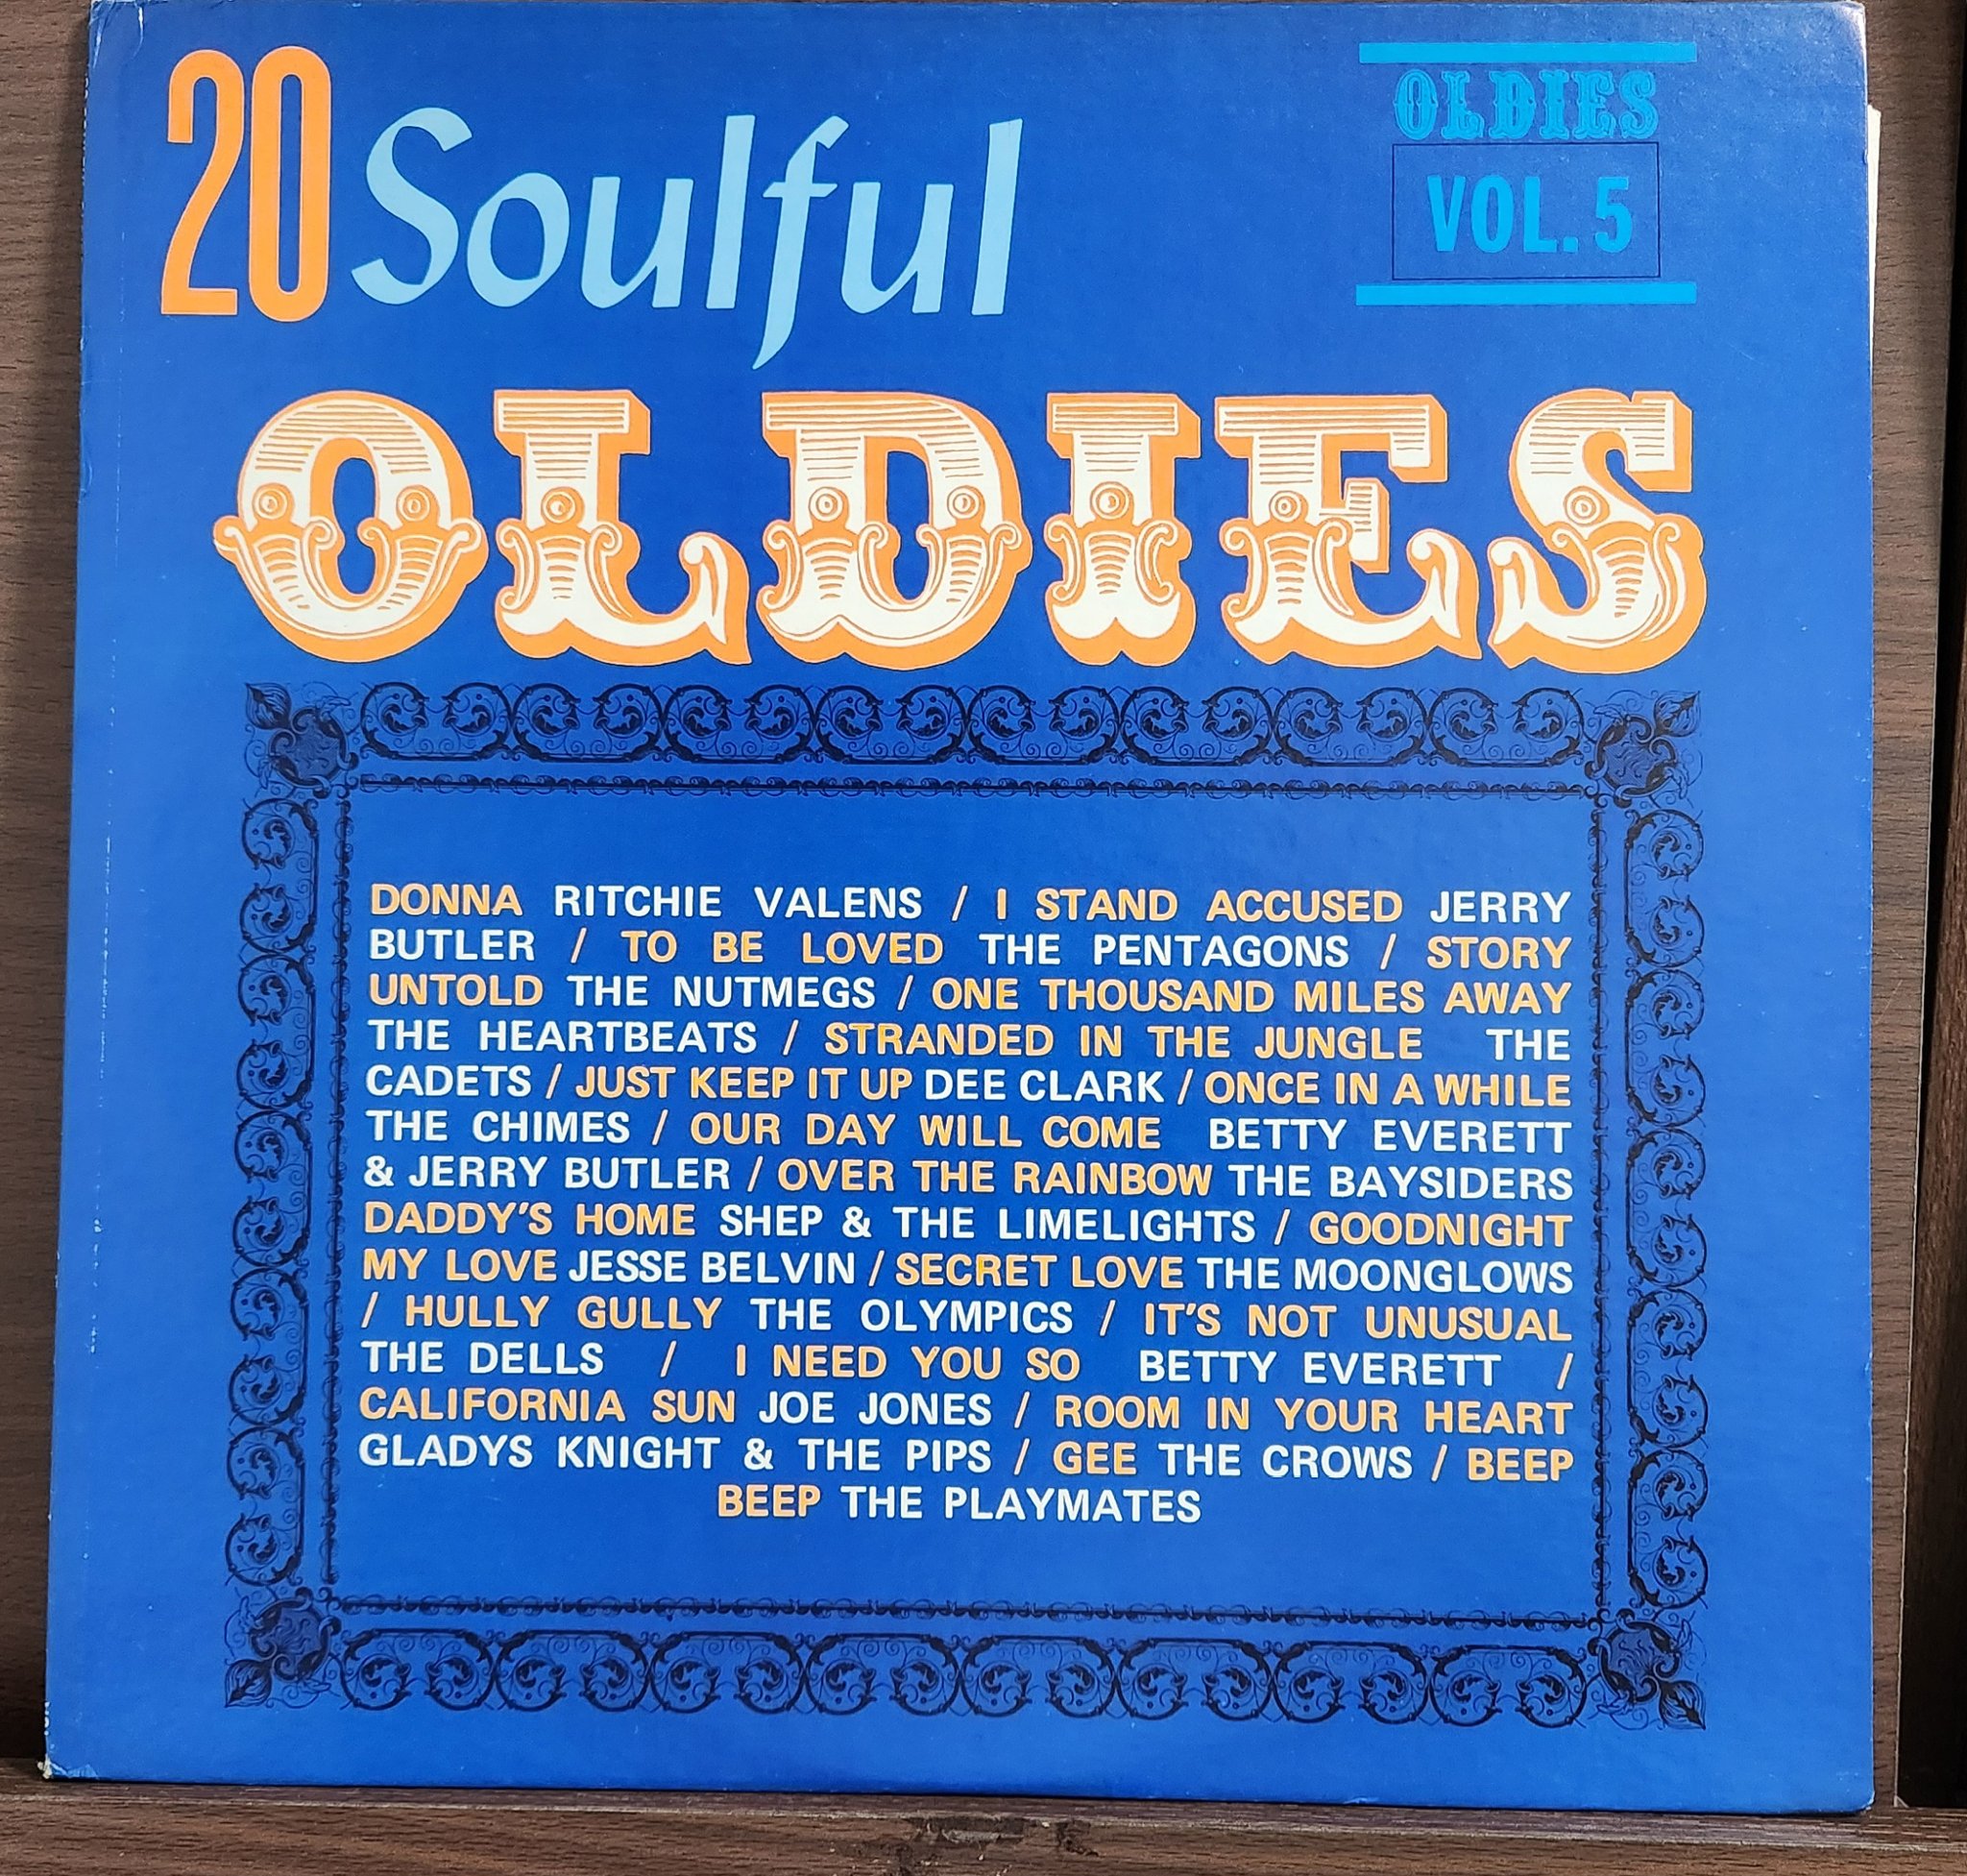 20 Soulful
OLDIES
VOL. 5
OLDIES
DONNA RITCHIE VALENS / I STAND ACCUSED JERRY
BUTLER / TO BE LOVED THE PENTAGONS / STORY
UNTOLD THE NUTMEGS / ONE THOUSAND MILES AWAY
THE HEARTBEATS / STRANDED IN THE JUNGLE THE
CADETS / JUST KEEP IT UP DEE CLARK / ONCE IN A WHILE
THE CHIMES / OUR DAY WILL COME BETTY EVERETT
& JERRY BUTLER / OVER THE RAINBOW THE BAYSIDERS
DADDY'S HOME SHEP & THE LIMELIGHTS / GOODNIGHT
MY LOVE JESSE BELVIN / SECRET LOVE THE MOONGLOWS
/ HULLY GULLY THE OLYMPICS / IT'S NOT UNUSUAL
THE DELLS / I NEED YOU SO BETTY EVERETT /
CALIFORNIA SUN JOE JONES / ROOM IN YOUR HEART
GLADYS KNIGHT & THE PIPS / GEE THE CROWS / BEEP
BEEP THE PLAYMATES